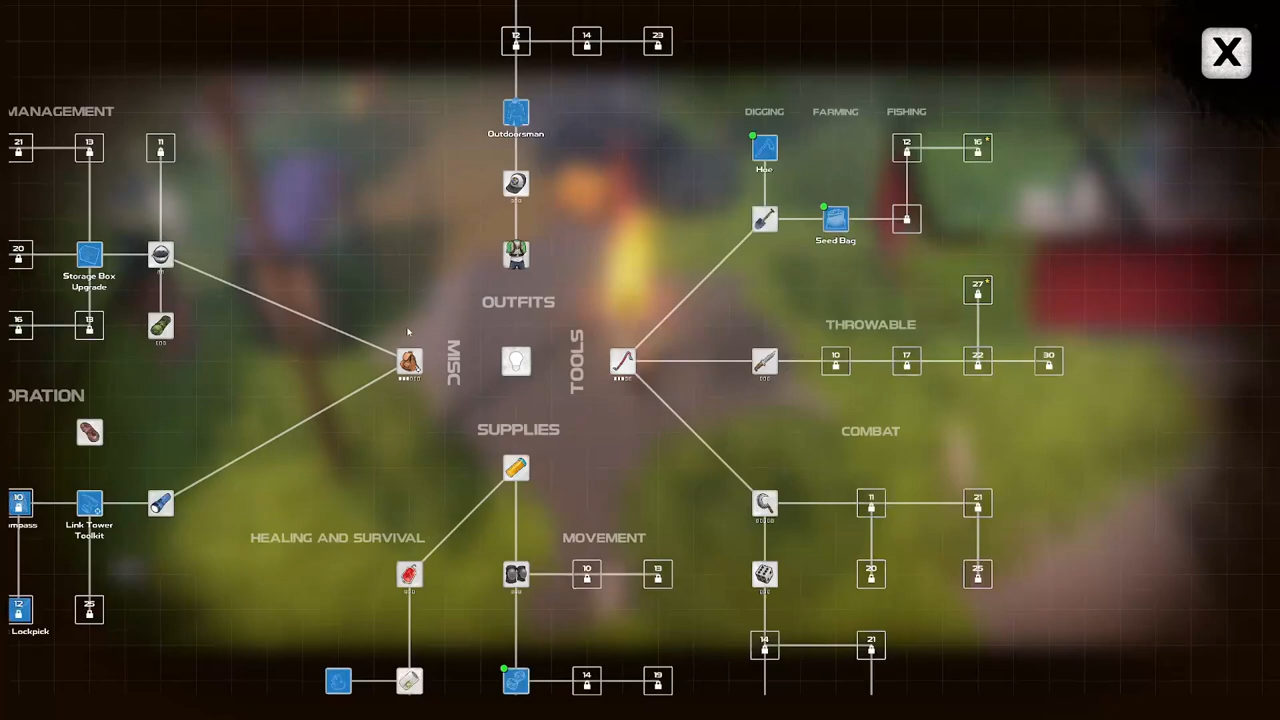 12 14 23
X
MANAGEMENT
DIGGING FARMING FISHING
Outdoorsman
21 13 11
12 16*
Hoe
Seed Bag
20
Storage Box
Upgrade
27*
OUTFITS
16 13
THROWABLE
MISC
TOOLS
10 17 22 30
ORATION
SUPPLIES
COMBAT
10
ompass
Link Tower
Toolkit
11 21
HEALING AND SURVIVAL
MOVEMENT
10 13
20 25
12
25
Lockpick
14 21
14 19